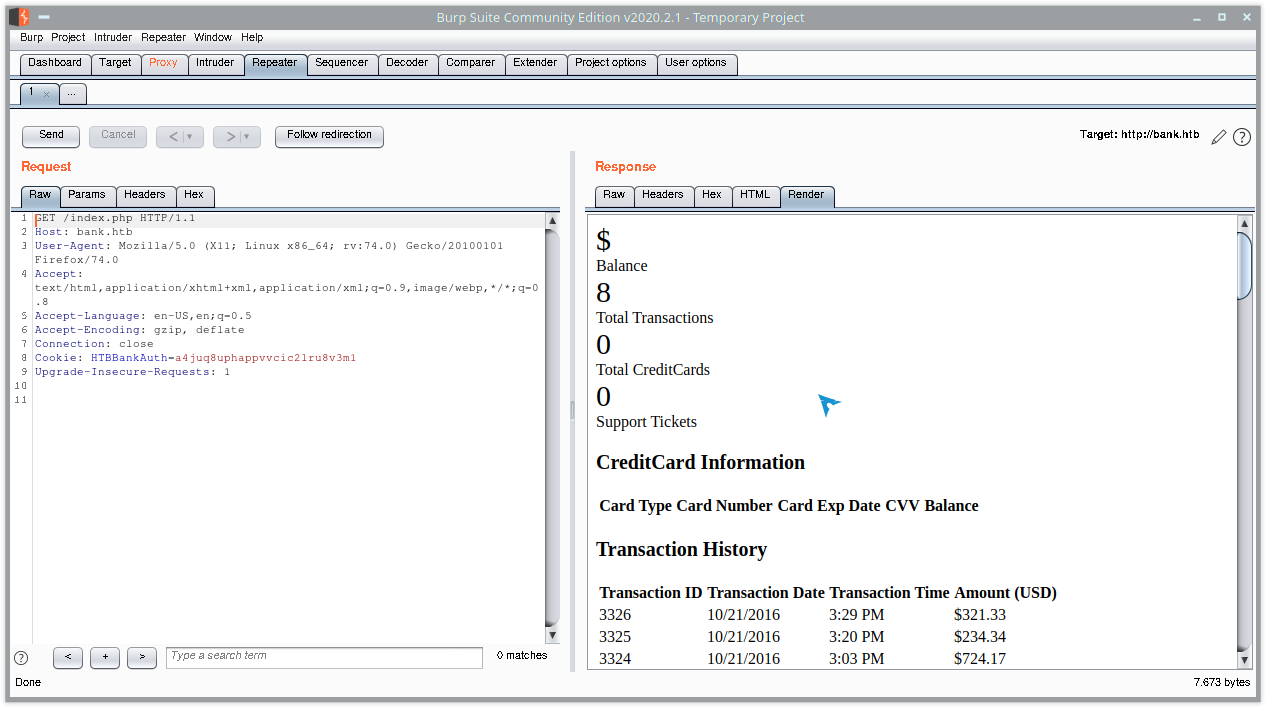 Burp Suite Community Edition v2020.2.1 - Temporary Project
Burp Project Intruder Repeater Window Help
Dashboard Target Proxy Intruder Repeater Sequencer Decoder Comparer Extender Project options User options
1 × ...
Send Cancel < | ▼ > | ▼ Follow redirection Target: http://bank.htb ?
Request
Raw Params Headers Hex
1 GET /index.php HTTP/1.1
2 Host: bank.htb
3 User-Agent: Mozilla/5.0 (X11; Linux x86_64; rv:74.0) Gecko/20100101
Firefox/74.0
4 Accept:
text/html,application/xhtml+xml,application/xml;q=0.9,image/webp,*/*;q=0
.8
5 Accept-Language: en-US,en;q=0.5
6 Accept-Encoding: gzip, deflate
7 Connection: close
8 Cookie: HTBBankAuth=a4juq8uphappvvcic2lru8v3m1
9 Upgrade-Insecure-Requests: 1
10
11
? < + > Type a search term 0 matches
Response
Raw Headers Hex HTML Render
$
Balance
8
Total Transactions
0
Total CreditCards
0
Support Tickets
CreditCard Information
Card Type Card Number Card Exp Date CVV Balance
Transaction History
Transaction ID Transaction Date Transaction Time Amount (USD)
3326 10/21/2016 3:29 PM $321.33
3325 10/21/2016 3:20 PM $234.34
3324 10/21/2016 3:03 PM $724.17
Done 7.673 bytes